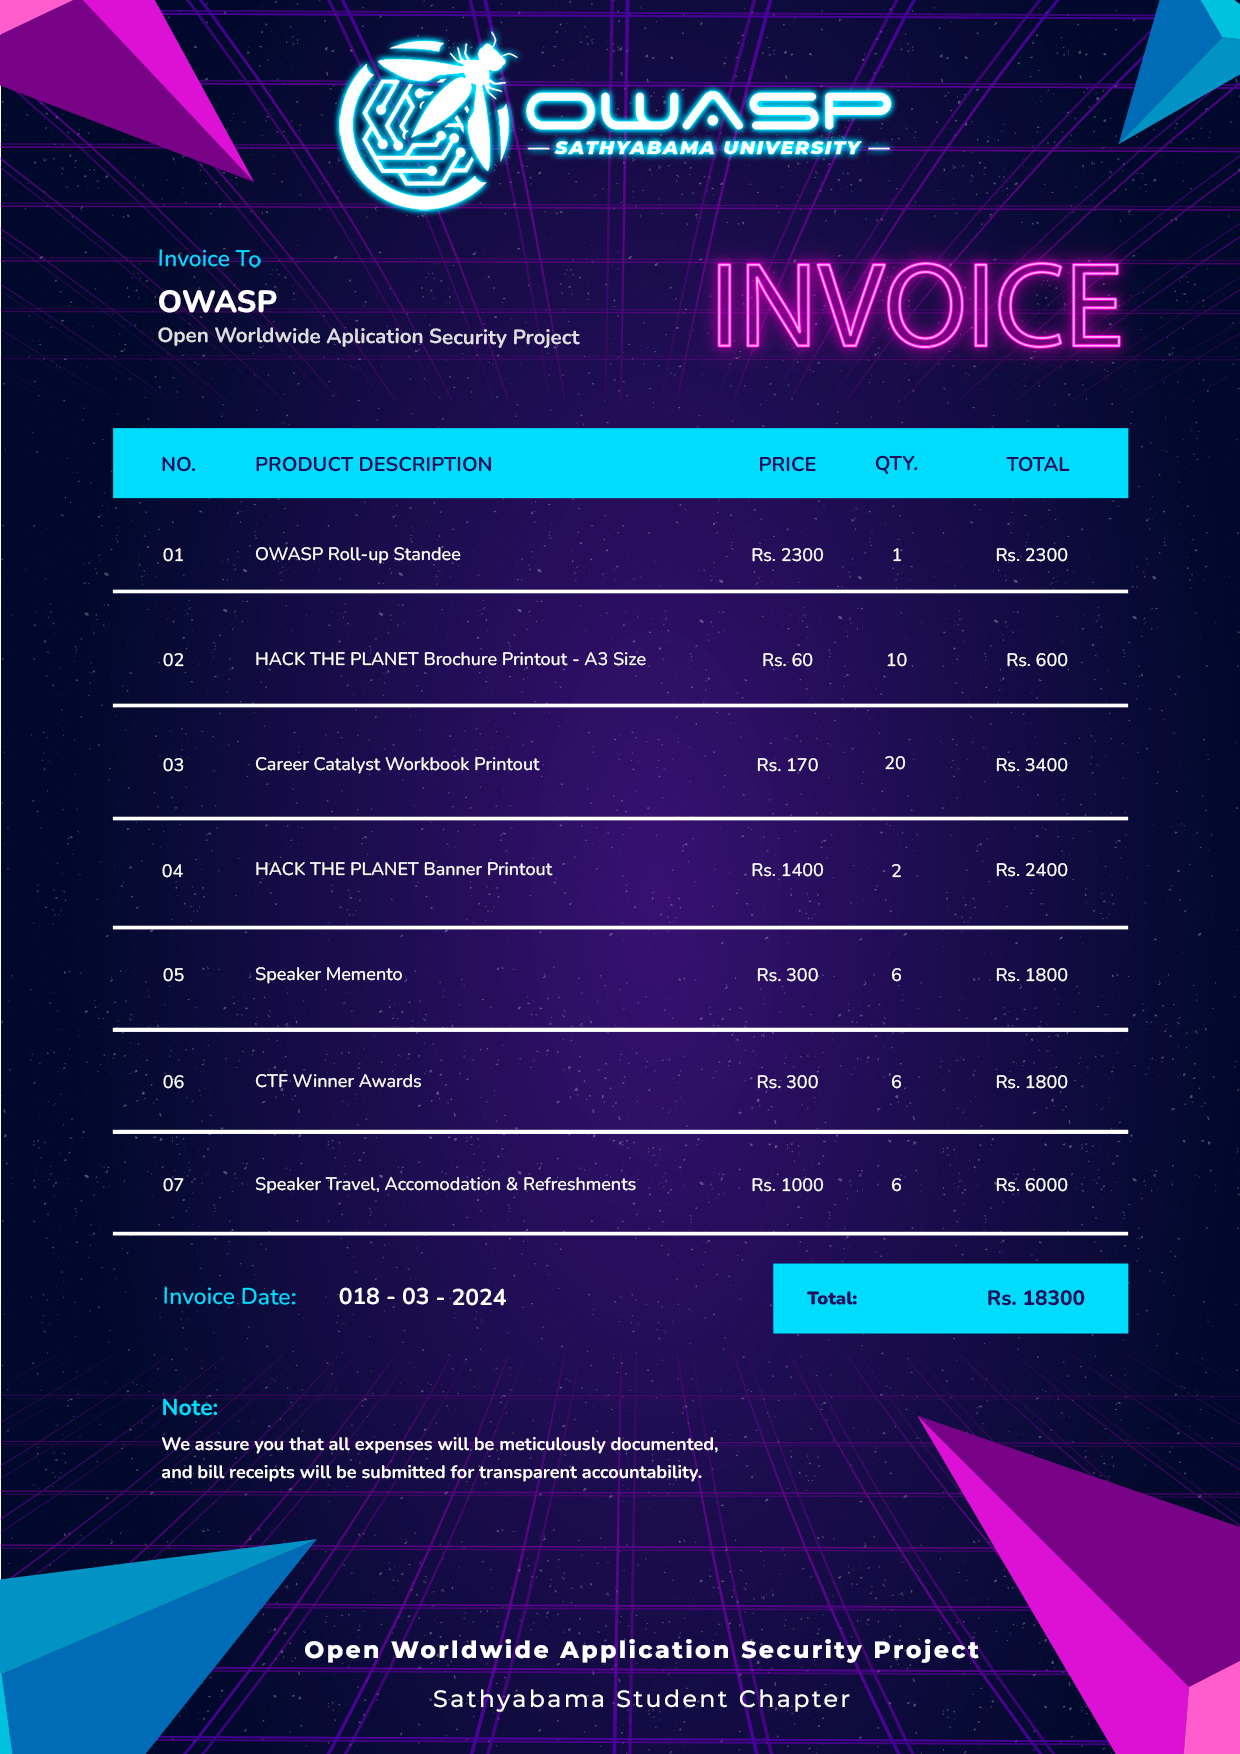 OWASP
SATHYABAMA UNIVERSITY
Invoice To
OWASP
Open Worldwide Aplication Security Project
INVOICE
NO. PRODUCT DESCRIPTION PRICE QTY. TOTAL
01 OWASP Roll-up Standee Rs. 2300 1 Rs. 2300
02 HACK THE PLANET Brochure Printout - A3 Size Rs. 60 10 Rs. 600
03 Career Catalyst Workbook Printout Rs. 170 20 Rs. 3400
04 HACK THE PLANET Banner Printout Rs. 1400 2 Rs. 2400
05 Speaker Memento Rs. 300 6 Rs. 1800
06 CTF Winner Awards Rs. 300 6 Rs. 1800
07 Speaker Travel, Accomodation & Refreshments Rs. 1000 6 Rs. 6000
Invoice Date: 018 - 03 - 2024 Total: Rs. 18300
Note:
We assure you that all expenses will be meticulously documented,
and bill receipts will be submitted for transparent accountability.
Open Worldwide Application Security Project
Sathyabama Student Chapter